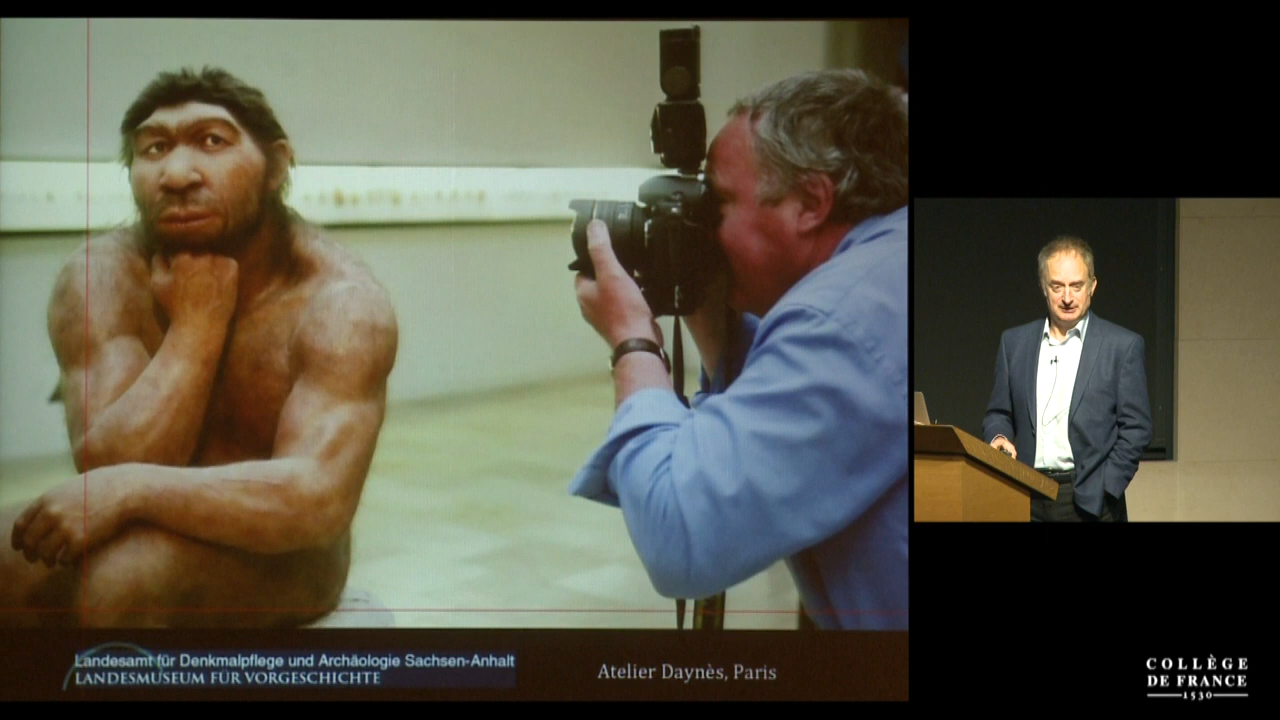 Landesamt für Denkmalpflege und Archäologie Sachsen-Anhalt
LANDESMUSEUM FÜR VORGESCHICHTE
Atelier Daynès, Paris
COLLÈGE
DE FRANCE
1530